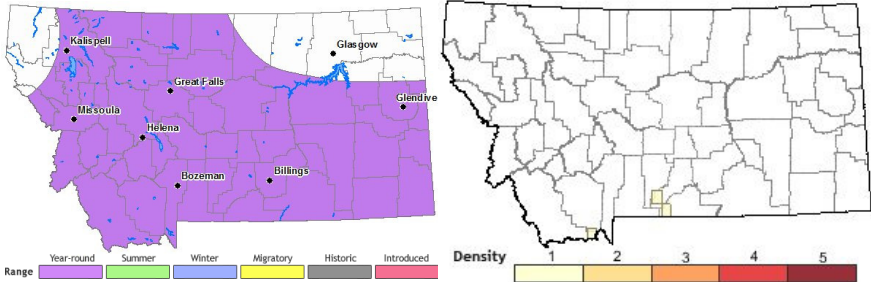 Kalispell
Glasgow
Great Falls
Glendive
Missoula
Helena
Bozeman
Billings
Year-round Summer Winter Migratory Historic Introduced
Range
Density
1 2 3 4 5